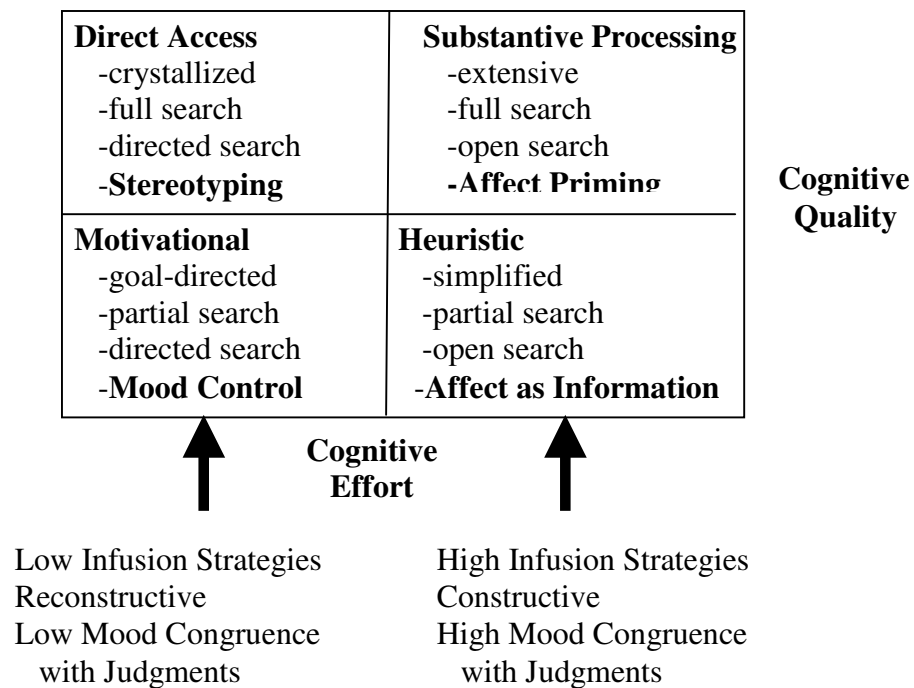 Direct Access
-crystallized
-full search
-directed search
-Stereotyping
Substantive Processing
-extensive
-full search
-open search
-Affect Priming
Motivational
-goal-directed
-partial search
-directed search
-Mood Control
Heuristic
-simplified
-partial search
-open search
-Affect as Information
Cognitive
Quality
Cognitive
Effort
Low Infusion Strategies
Reconstructive
Low Mood Congruence
with Judgments
High Infusion Strategies
Constructive
High Mood Congruence
with Judgments